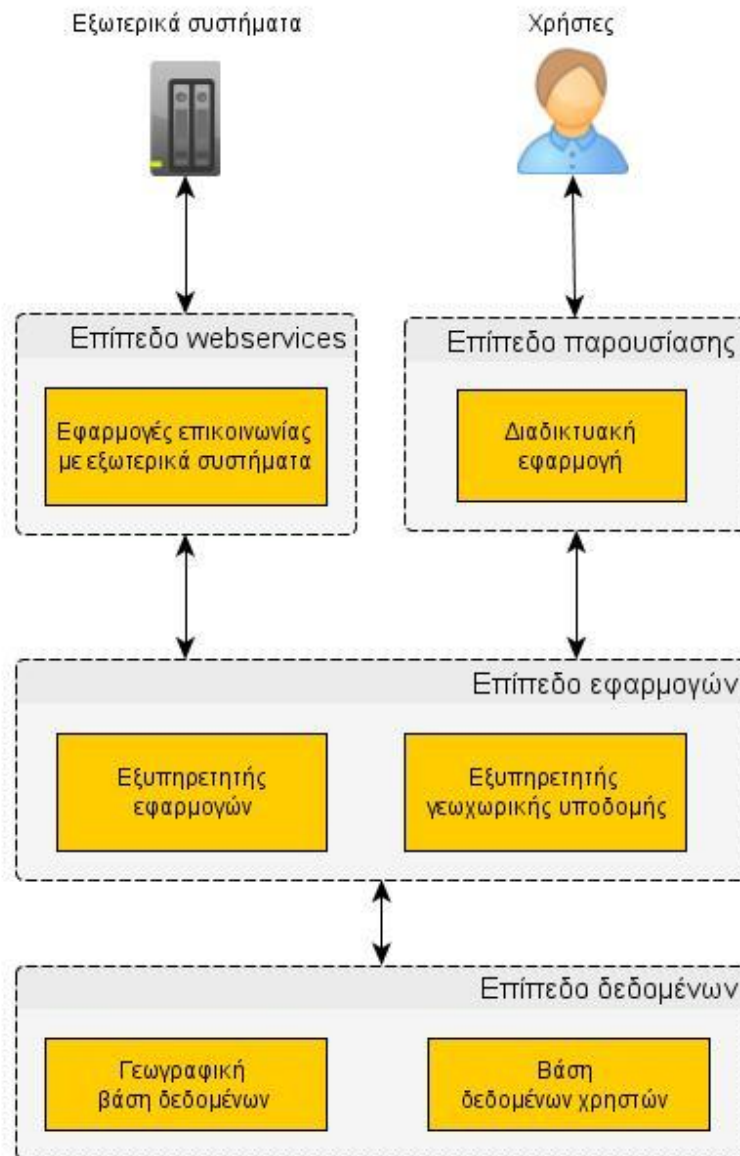 Εξωτερικά συστήματα
Χρήστες
Επίπεδο webservices
Εφαρμογές επικοινωνίας
με εξωτερικά συστήματα
Επίπεδο παρουσίασης
Διαδικτυακή
εφαρμογή
Επίπεδο εφαρμογών
Εξυπηρετητής
εφαρμογών
Εξυπηρετητής
γεωχωρικής υποδομής
Επίπεδο δεδομένων
Γεωγραφική
βάση δεδομένων
Βάση
δεδομένων χρηστών